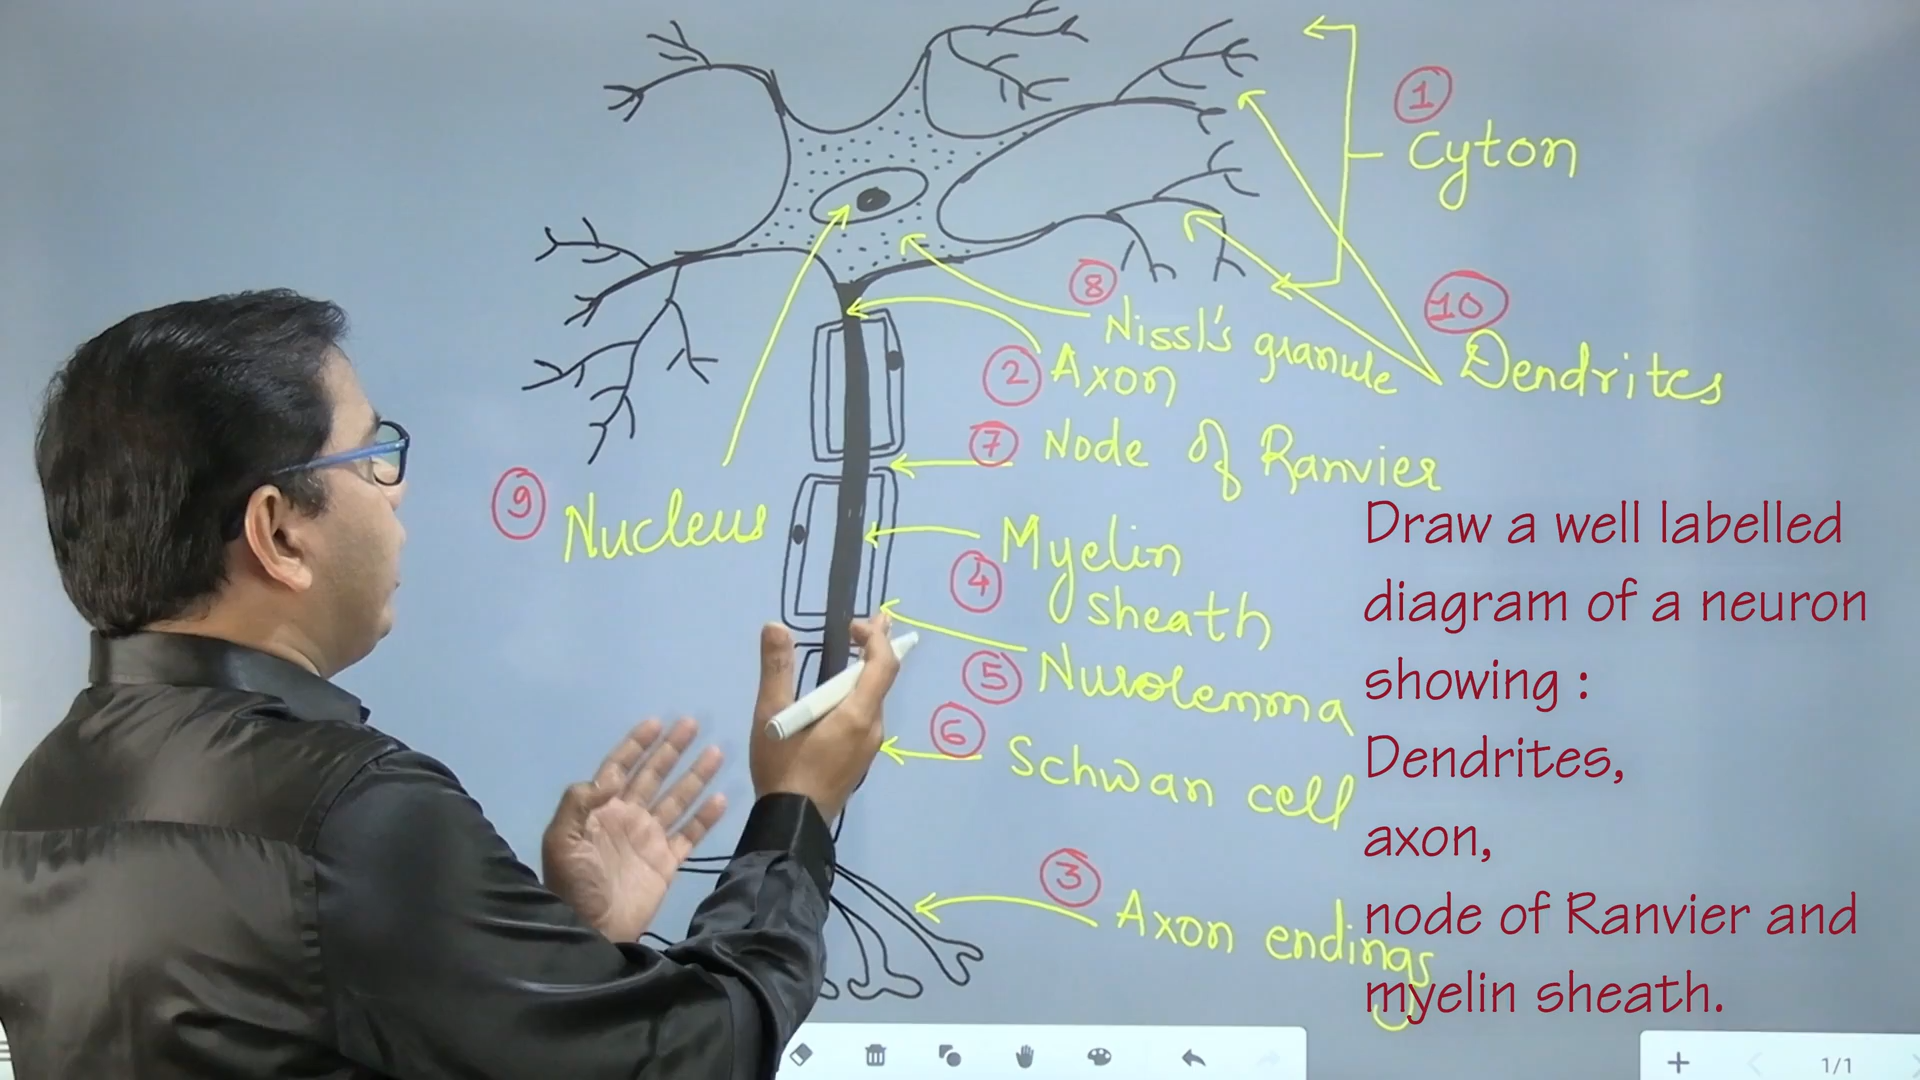 1
Cyton
8
Nissl's granule
10
Dendrites
2
Axon
7
Node of Ranvier
9
Nucleus
Myelin
4
sheath
5
Nurolemma
6
Schwan cell
3
Axon endings
Draw a well labelled
diagram of a neuron
showing :
Dendrites,
axon,
node of Ranvier and
myelin sheath.
1/1